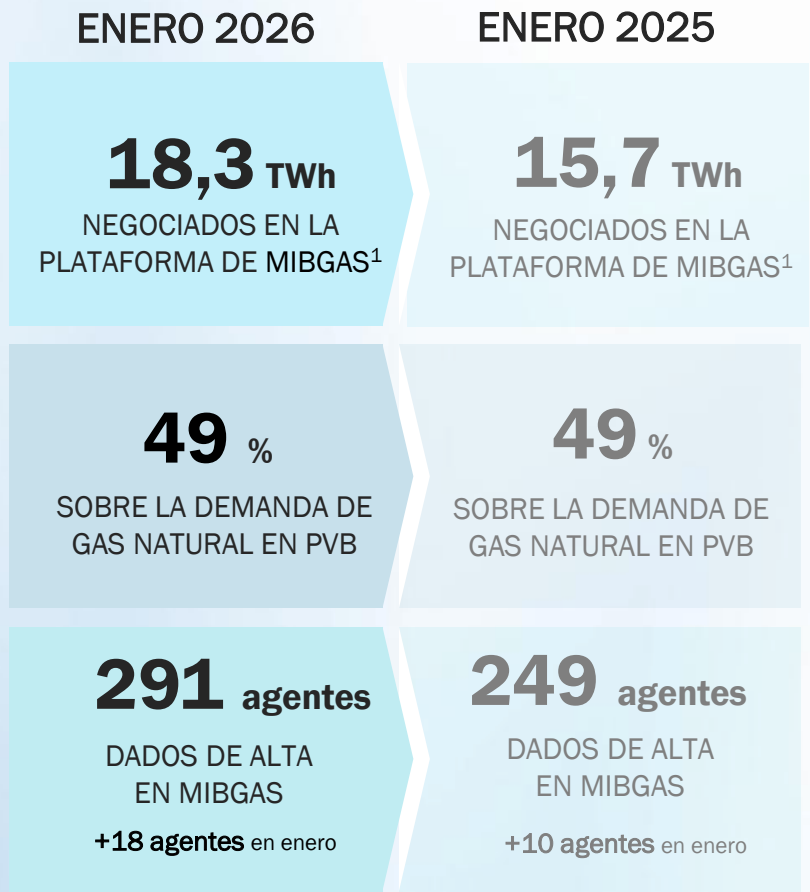 ENERO 2026
18,3 TWh
NEGOCIADOS EN LA
PLATAFORMA DE MIBGAS¹
49 %
SOBRE LA DEMANDA DE
GAS NATURAL EN PVB
291 agentes
DADOS DE ALTA
EN MIBGAS
+18 agentes en enero
ENERO 2025
15,7 TWh
NEGOCIADOS EN LA
PLATAFORMA DE MIBGAS¹
49 %
SOBRE LA DEMANDA DE
GAS NATURAL EN PVB
249 agentes
DADOS DE ALTA
EN MIBGAS
+10 agentes en enero